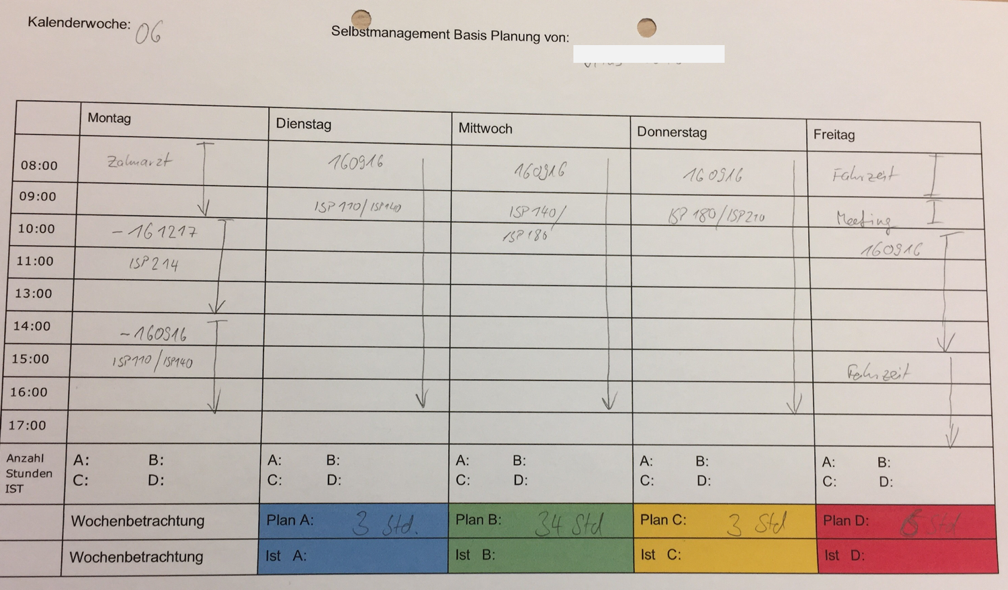 Kalenderwoche: 06
Selbstmanagement Basis Planung von:
Montag Dienstag Mittwoch Donnerstag Freitag
08:00 Zahnarzt 160916 160916 160916 Fahrzeit
09:00 ISP110/ISP140 ISP140/ ISP180/ISP210 Meeting
10:00 - 161217 ISP180 160916
11:00 ISP214
13:00
14:00 - 160916
15:00 ISP110/ISP140 Fahrzeit
16:00
17:00
Anzahl A: B: A: B: A: B: A: B: A: B:
Stunden C: D: C: D: C: D: C: D: C: D:
IST
Wochenbetrachtung Plan A: 3 Std. Plan B: 34 Std Plan C: 3 Std Plan D: Std
Wochenbetrachtung Ist A: Ist B: Ist C: Ist D: